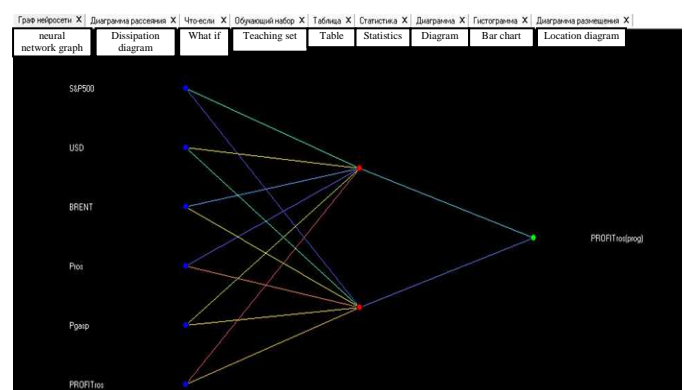 Граф нейросети X Диаграмма рассеяния X Что-если X Обучающий набор X Таблица X Статистика X Диаграмма X Гистограмма X Диаграмма размещения X
neural network graph
Dissipation diagram
What if
Teaching set
Table
Statistics
Diagram
Bar chart
Location diagram
S&P500
USD
BRENT
Pros
Pgasp
PROFITros
PROFITros(prog)